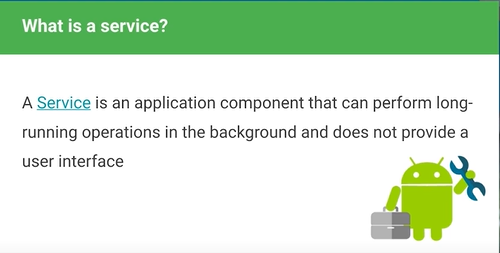 What is a service?
A Service is an application component that can perform long-
running operations in the background and does not provide a
user interface